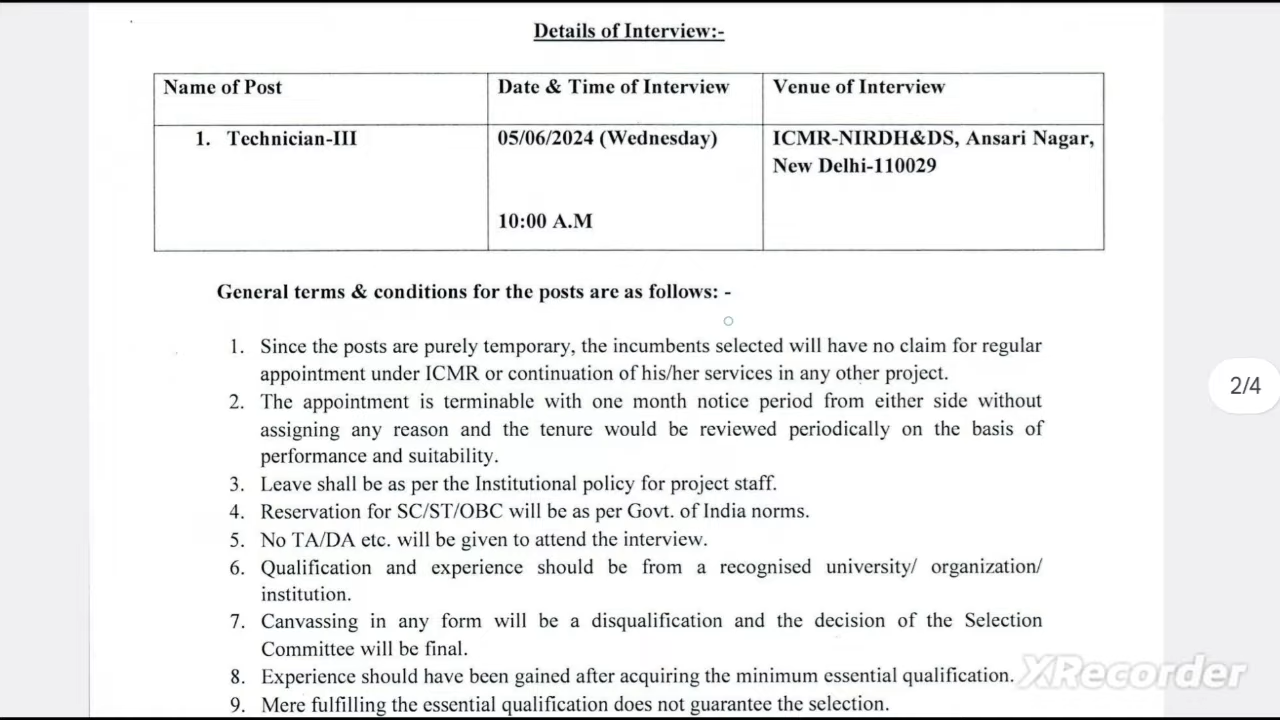 Details of Interview:-
Name of Post
Date & Time of Interview
Venue of Interview
1. Technician-III
05/06/2024 (Wednesday)
10:00 A.M
ICMR-NIRDH&DS, Ansari Nagar,
New Delhi-110029
General terms & conditions for the posts are as follows: -
1. Since the posts are purely temporary, the incumbents selected will have no claim for regular
appointment under ICMR or continuation of his/her services in any other project.
2. The appointment is terminable with one month notice period from either side without
assigning any reason and the tenure would be reviewed periodically on the basis of
performance and suitability.
3. Leave shall be as per the Institutional policy for project staff.
4. Reservation for SC/ST/OBC will be as per Govt. of India norms.
5. No TA/DA etc. will be given to attend the interview.
6. Qualification and experience should be from a recognised university/ organization/
institution.
7. Canvassing in any form will be a disqualification and the decision of the Selection
Committee will be final.
8. Experience should have been gained after acquiring the minimum essential qualification.
9. Mere fulfilling the essential qualification does not guarantee the selection.
2/4
XRecorder